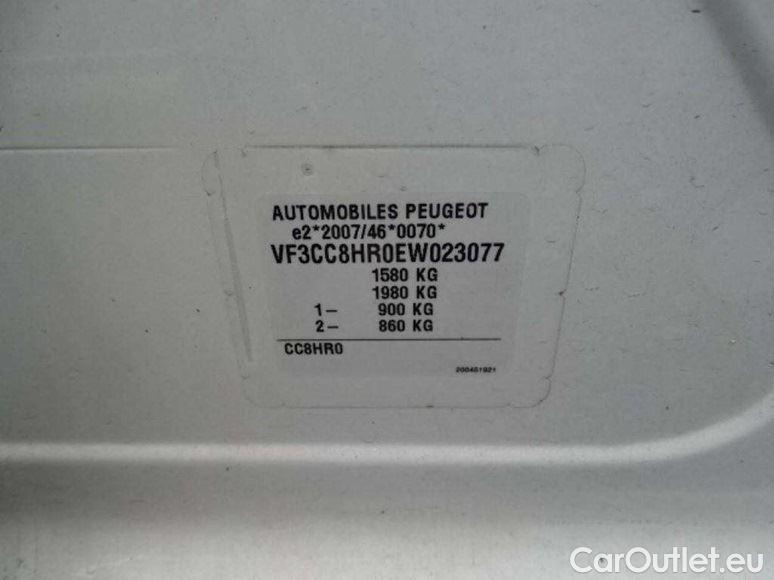 AUTOMOBILES PEUGEOT
e2*2007/46*0070*
VF3CC8HR0EW023077
1580 KG
1980 KG
1- 900 KG
2- 860 KG
CC8HR0
200451921
CarOutlet.eu